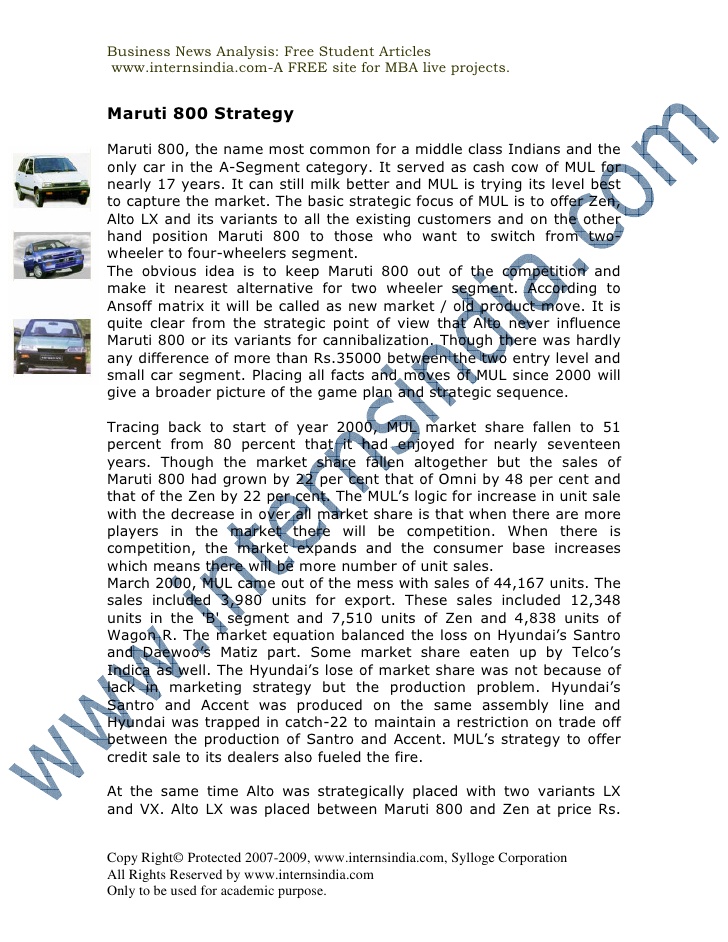 Business News Analysis: Free Student Articles
www.internsindia.com-A FREE site for MBA live projects.
Maruti 800 Strategy
Maruti 800, the name most common for a middle class Indians and the
only car in the A-Segment category. It served as cash cow of MUL for
nearly 17 years. It can still milk better and MUL is trying its level best
to capture the market. The basic strategic focus of MUL is to offer Zen,
Alto LX and its variants to all the existing customers and on the other
hand position Maruti 800 to those who want to switch from two-
wheeler to four-wheelers segment.
The obvious idea is to keep Maruti 800 out of the competition and
make it nearest alternative for two wheeler segment. According to
Ansoff matrix it will be called as new market / old product move. It is
quite clear from the strategic point of view that Alto never influence
Maruti 800 or its variants for cannibalization. Though there was hardly
any difference of more than Rs.35000 between the two entry level and
small car segment. Placing all facts and moves of MUL since 2000 will
give a broader picture of the game plan and strategic sequence.
Tracing back to start of year 2000, MUL market share fallen to 51
percent from 80 percent that it had enjoyed for nearly seventeen
years. Though the market share fallen altogether but the sales of
Maruti 800 had grown by 22 per cent that of Omni by 48 per cent and
that of the Zen by 22 per cent. The MUL's logic for increase in unit sale
with the decrease in over all market share is that when there are more
players in the market there will be competition. When there is
competition, the market expands and the consumer base increases
which means there will be more number of unit sales.
March 2000, MUL came out of the mess with sales of 44,167 units. The
sales included 3,980 units for export. These sales included 12,348
units in the 'B' segment and 7,510 units of Zen and 4,838 units of
Wagon R. The market equation balanced the loss on Hyundai's Santro
and Daewoo's Matiz part. Some market share eaten up by Telco's
Indica as well. The Hyundai's lose of market share was not because of
lack in marketing strategy but the production problem. Hyundai's
Santro and Accent was produced on the same assembly line and
Hyundai was trapped in catch-22 to maintain a restriction on trade off
between the production of Santro and Accent. MUL's strategy to offer
credit sale to its dealers also fueled the fire.
At the same time Alto was strategically placed with two variants LX
and VX. Alto LX was placed between Maruti 800 and Zen at price Rs.
www.internsindia.com
Copy Right© Protected 2007-2009, www.internsindia.com, Sylloge Corporation
All Rights Reserved by www.internsindia.com
Only to be used for academic purpose.